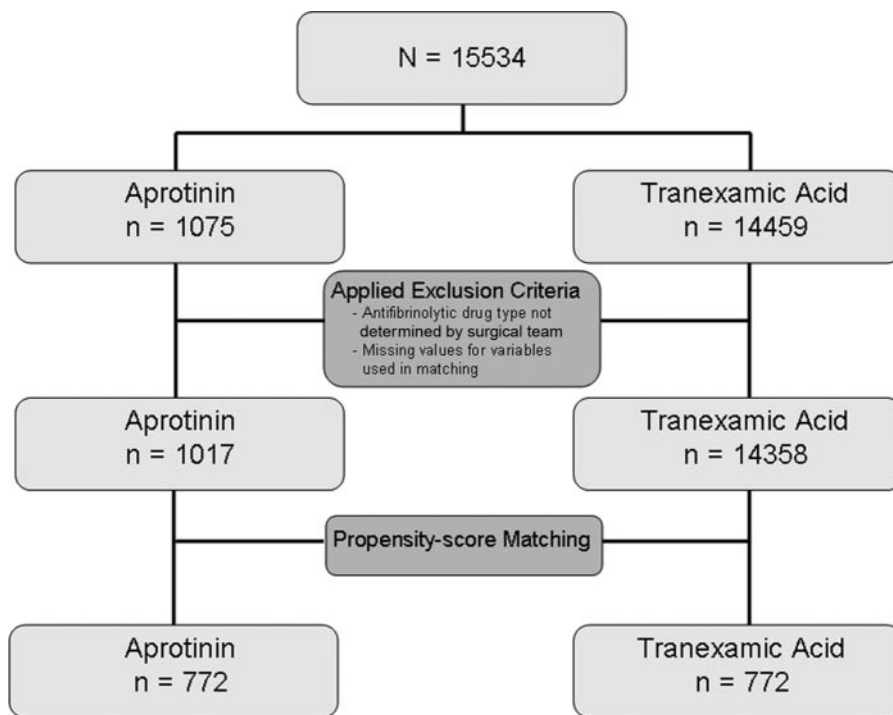 N = 15534
Aprotinin
n = 1075
Tranexamic Acid
n = 14459
Applied Exclusion Criteria
- Antifibrinolytic drug type not
determined by surgical team
- Missing values for variables
used in matching
Aprotinin
n = 1017
Tranexamic Acid
n = 14358
Propensity-score Matching
Aprotinin
n = 772
Tranexamic Acid
n = 772